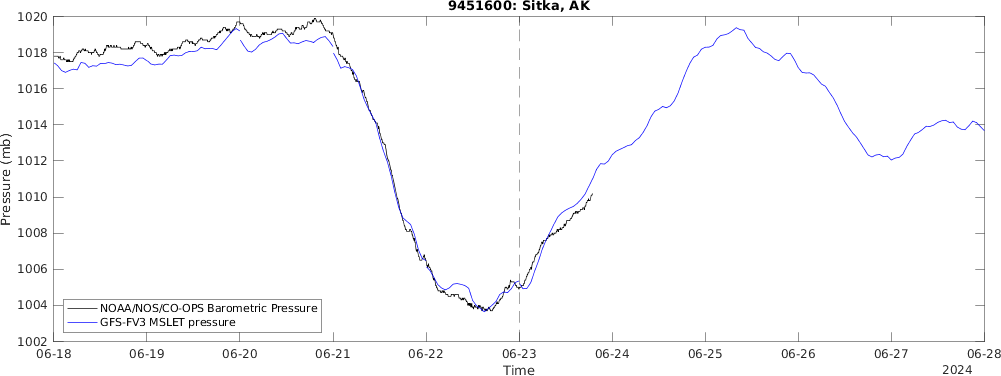 9451600: Sitka, AK
Pressure (mb)
1020
1018
1016
1014
1012
1010
1008
1006
1004
1002
NOAA/NOS/CO-OPS Barometric Pressure
GFS-FV3 MSLET pressure
06-18 06-19 06-20 06-21 06-22 06-23 06-24 06-25 06-26 06-27 06-28
Time
2024